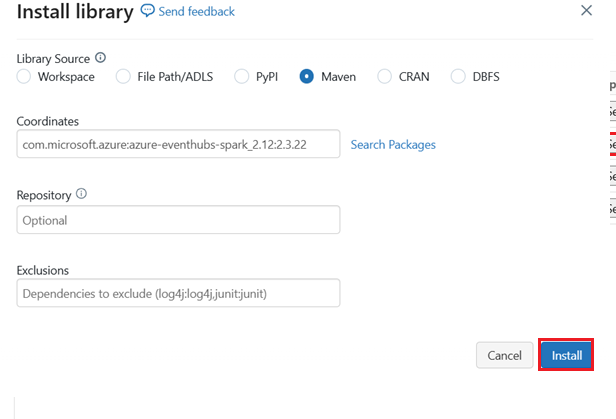 Install library Send feedback
Library Source
Workspace File Path/ADLS PyPI Maven CRAN DBFS
Coordinates
com.microsoft.azure:azure-eventhubs-spark_2.12:2.3.22 Search Packages
Repository
Optional
Exclusions
Dependencies to exclude (log4j:log4j,junit:junit)
Cancel Install